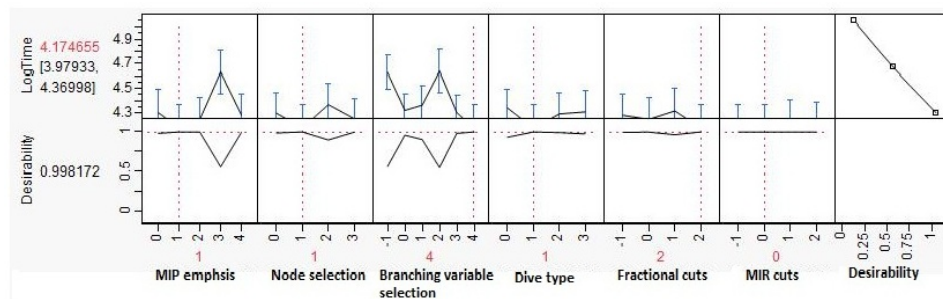 LogTime
4.174655
[3.97933,
4.36998]
4.9
4.7
4.5
4.3
Desirability
0.998172
1
0.5
0
0 1 2 3 4
0 1 2 3
-1 0 1 2 3 4
0 1 2 3
-1 0 1 2
-1 0 1 2
0 0.25 0.5 0.75 1
1 1 4 1 2 0
MIP emphsis
Node selection
Branching variable
selection
Dive type
Fractional cuts
MIR cuts
Desirability